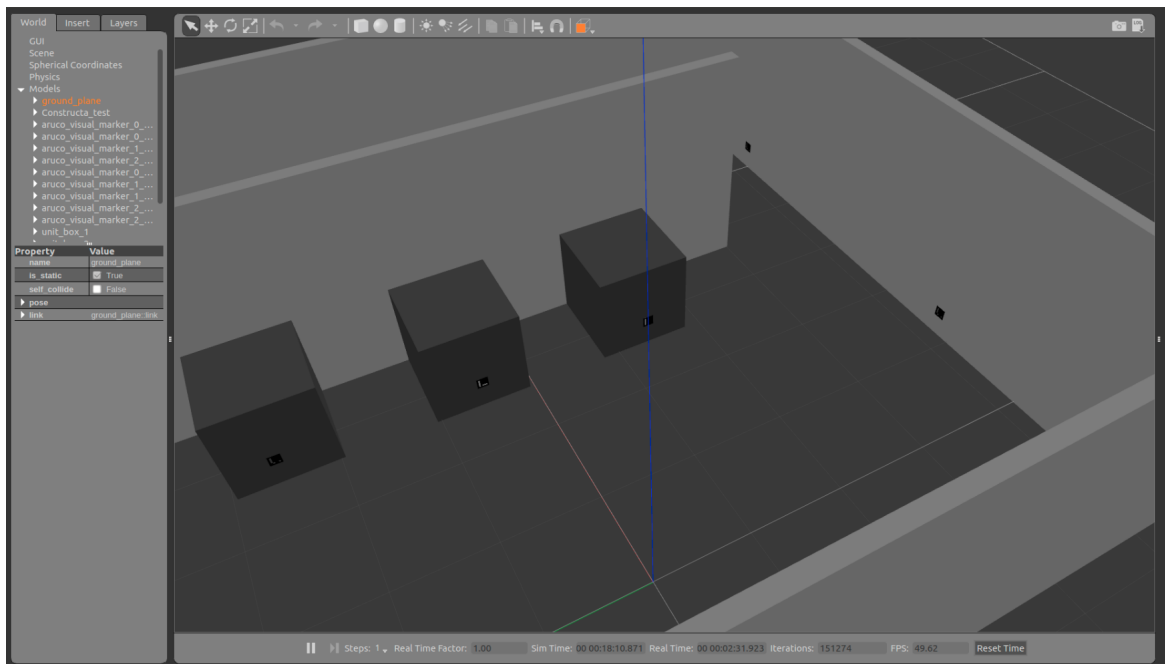 World Insert Layers
GUI
Scene
Spherical Coordinates
Physics
Models
ground_plane
Constructa_test
aruco_visual_marker_0_...
aruco_visual_marker_0_...
aruco_visual_marker_1_...
aruco_visual_marker_2_...
aruco_visual_marker_0_...
aruco_visual_marker_1_...
aruco_visual_marker_1_...
aruco_visual_marker_2_...
aruco_visual_marker_2_...
unit_box_1
Property Value
name ground_plane
is_static True
self_collide False
pose
link ground_plane::link
Steps: 1 Real Time Factor: 1.00 Sim Time: 00 00:18:10.871 Real Time: 00 00:02:31.923 Iterations: 151274 FPS: 49.62 Reset Time